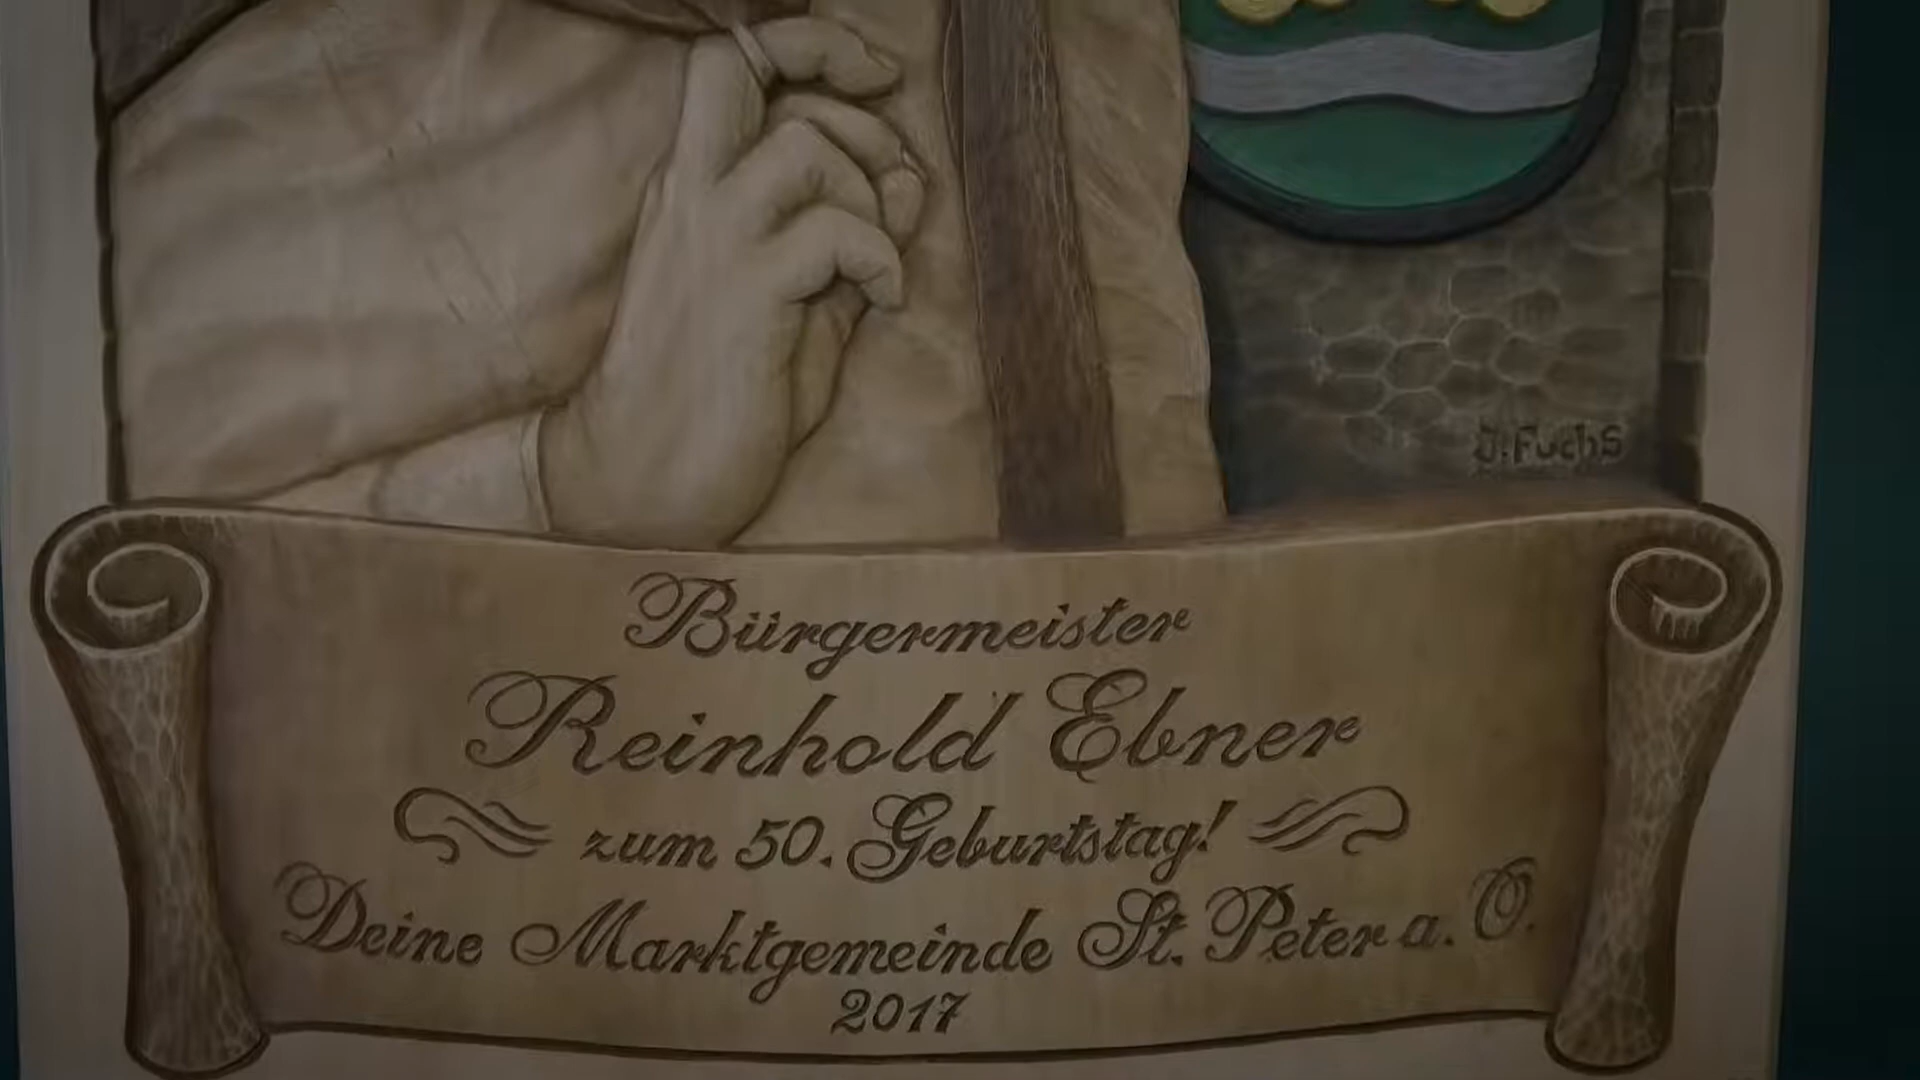 J. Fuchs
Bürgermeister
Reinhold Ebner
zum 50. Geburtstag!
Deine Marktgemeinde St. Peter a. O.
2017